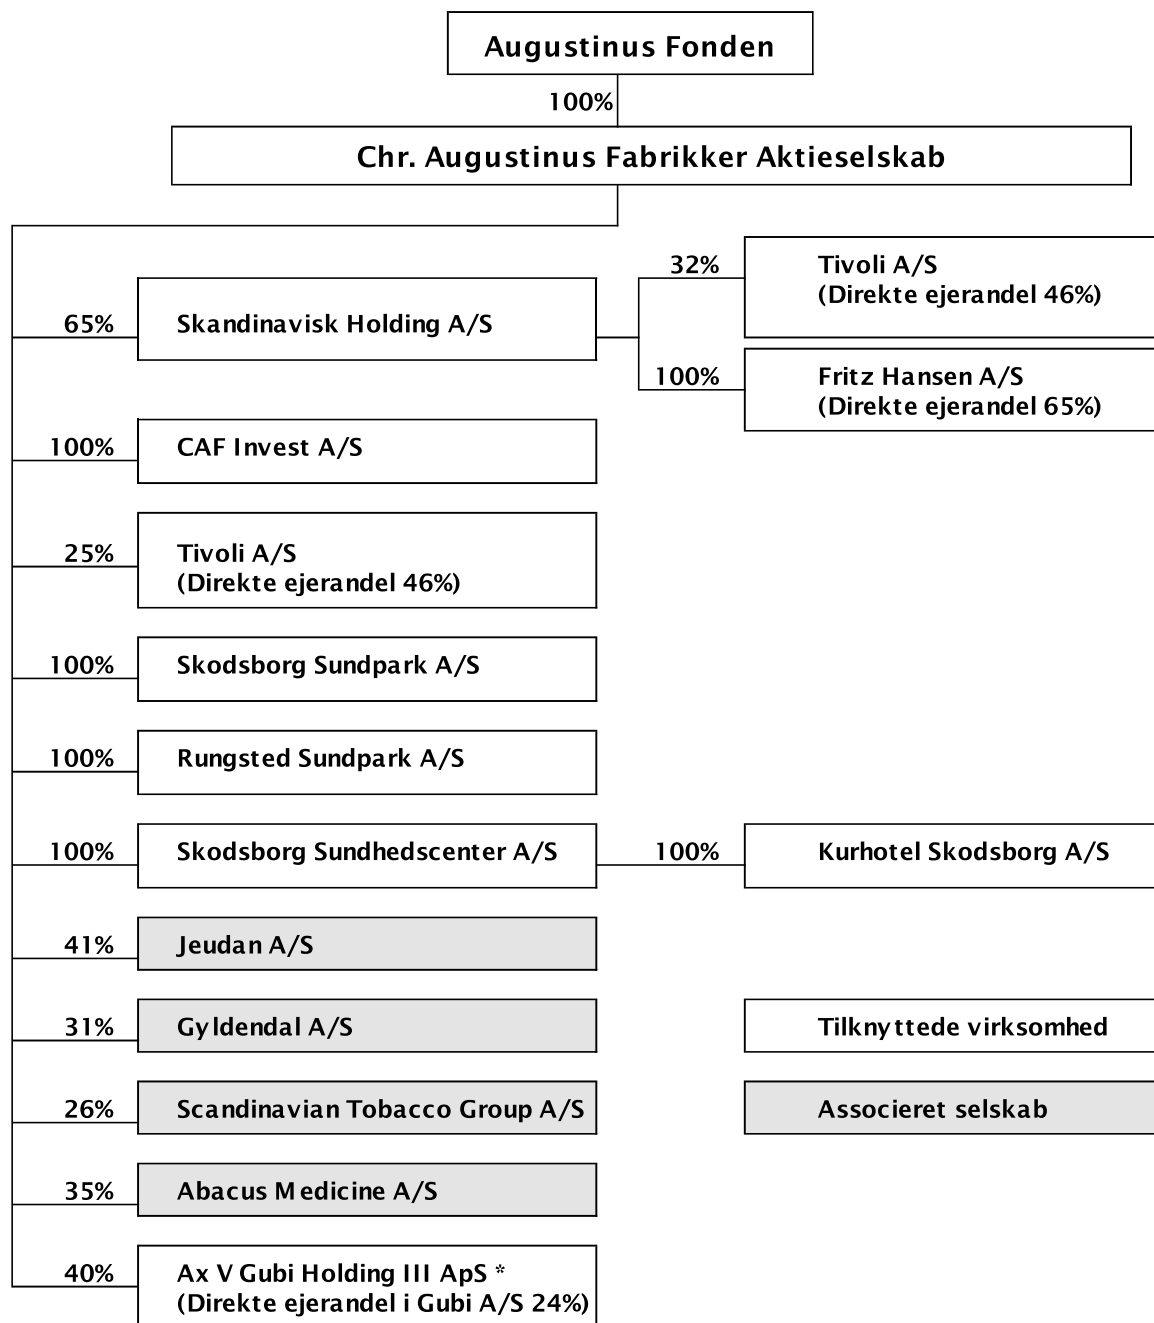 Augustinus Fonden
100%
Chr. Augustinus Fabrikker Aktieselskab
65%
Skandinavisk Holding A/S
32%
Tivoli A/S
(Direkte ejerandel 46%)
100%
Fritz Hansen A/S
(Direkte ejerandel 65%)
100%
CAF Invest A/S
25%
Tivoli A/S
(Direkte ejerandel 46%)
100%
Skodsborg Sundpark A/S
100%
Rungsted Sundpark A/S
100%
Skodsborg Sundhedscenter A/S
100%
Kurhotel Skodsborg A/S
41%
Jeudan A/S
31%
Gyldendal A/S
Tilknyttede virksomhed
26%
Scandinavian Tobacco Group A/S
Associeret selskab
35%
Abacus Medicine A/S
40%
Ax V Gubi Holding III ApS *
(Direkte ejerandel i Gubi A/S 24%)